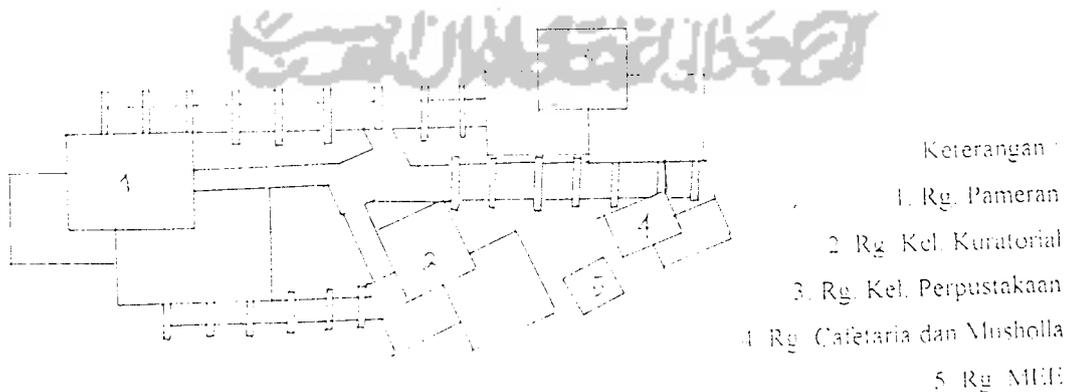 Keterangan :
1. Rg. Pameran
2. Rg. Kel. Kuratorial
3. Rg. Kel. Perpustakaan
4. Rg. Cafetaria dan Musholla
5. Rg. MEE
1
2
4
5